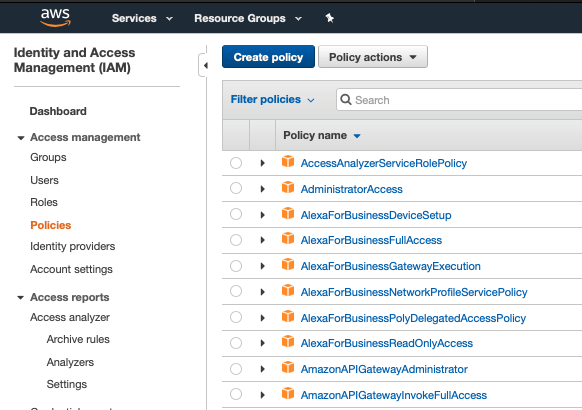 aws
Services
Resource Groups
Identity and Access
Management (IAM)
Dashboard
Access management
Groups
Users
Roles
Policies
Identity providers
Account settings
Access reports
Access analyzer
Archive rules
Analyzers
Settings
Create policy
Policy actions
Filter policies
Search
Policy name
AccessAnalyzerServiceRolePolicy
AdministratorAccess
AlexaForBusinessDeviceSetup
AlexaForBusinessFullAccess
AlexaForBusinessGatewayExecution
AlexaForBusinessNetworkProfileServicePolicy
AlexaForBusinessPolyDelegatedAccessPolicy
AlexaForBusinessReadOnlyAccess
AmazonAPIGatewayAdministrator
AmazonAPIGatewayInvokeFullAccess